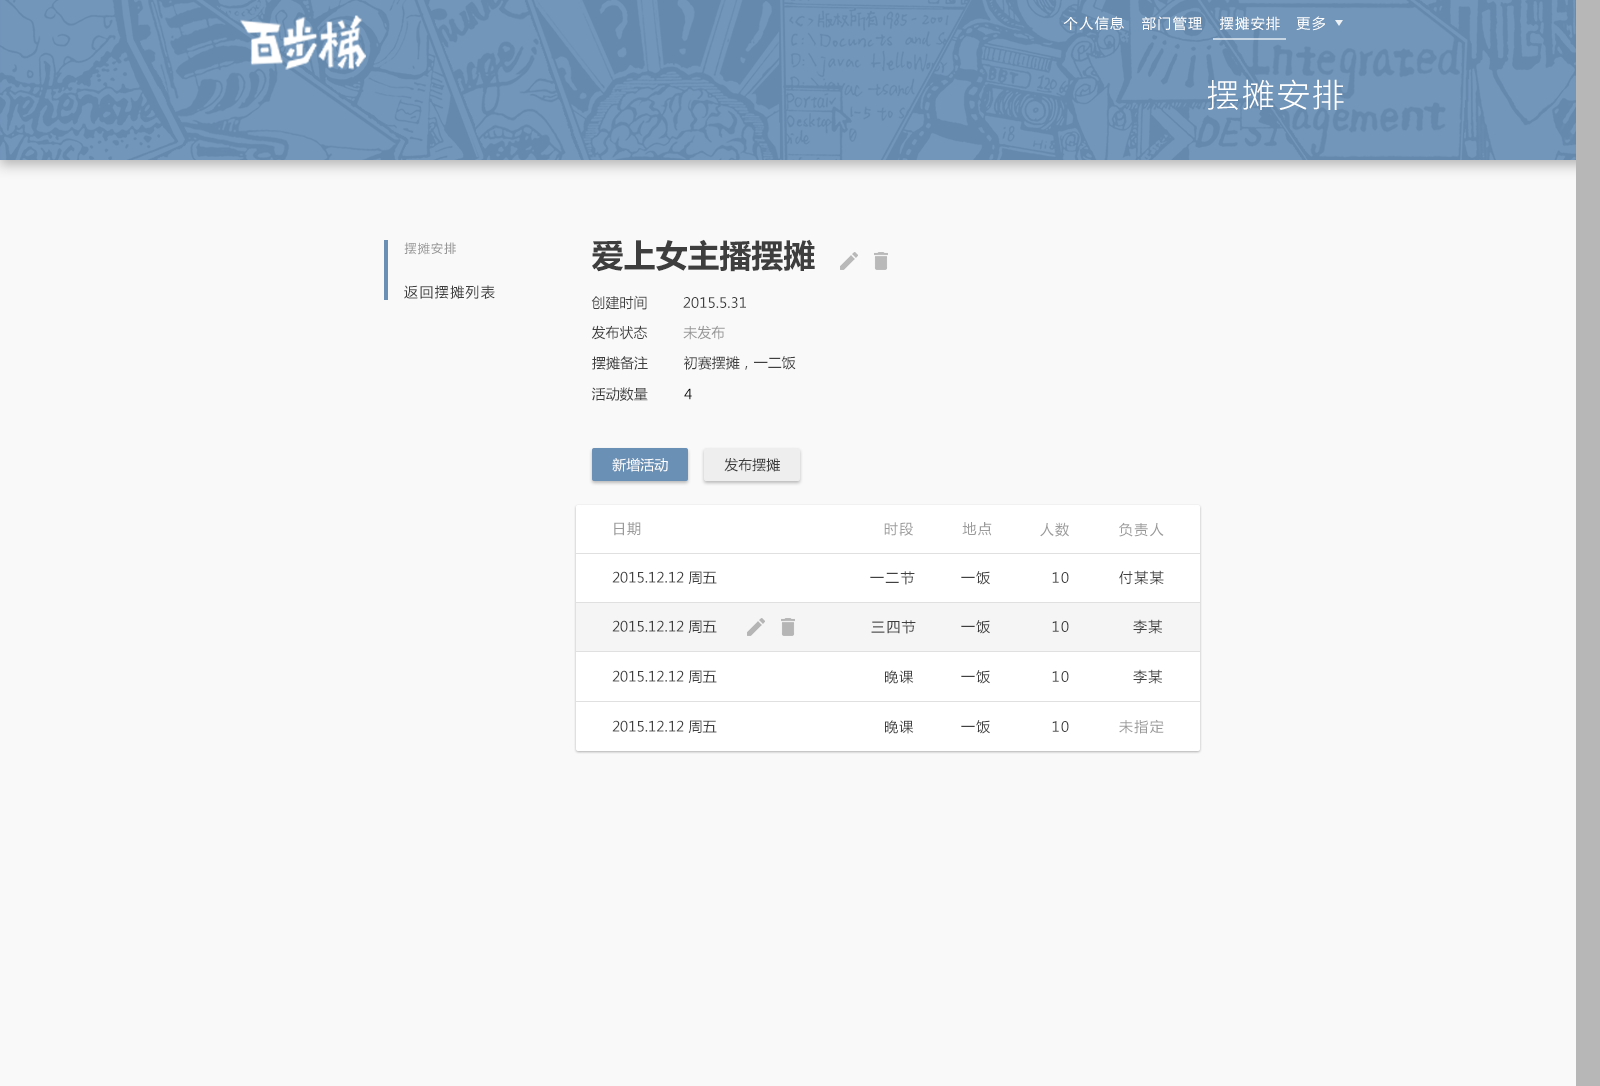 百步梯
个人信息 部门管理 摆摊安排 更多
摆摊安排
Integrated
DESI agement
摆摊安排
返回摆摊列表
爱上女主播摆摊
创建时间 2015.5.31
发布状态 未发布
摆摊备注 初赛摆摊，一二饭
活动数量 4
新增活动 发布摆摊
日期 时段 地点 人数 负责人
2015.12.12 周五 一二节 一饭 10 付某某
2015.12.12 周五 三四节 一饭 10 李某
2015.12.12 周五 晚课 一饭 10 李某
2015.12.12 周五 晚课 一饭 10 未指定